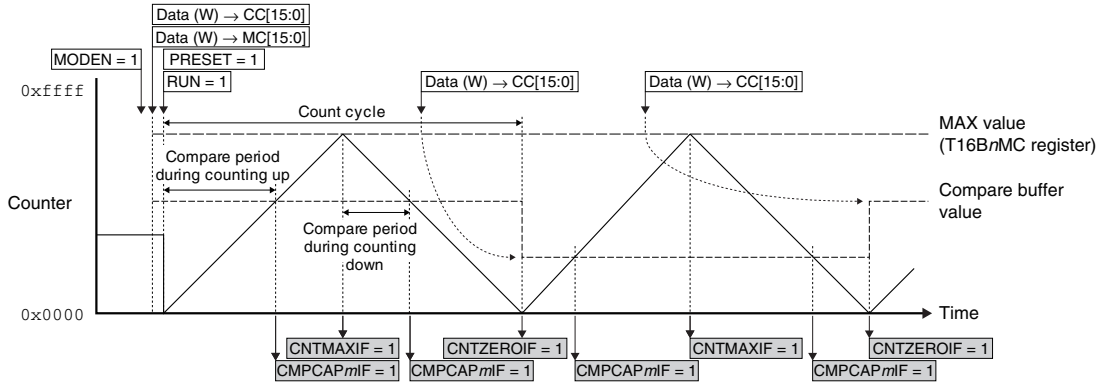 Data (W) → CC[15:0]
Data (W) → MC[15:0]
MODEN = 1
PRESET = 1
RUN = 1
Data (W) → CC[15:0]
Data (W) → CC[15:0]
0xffff
Count cycle
MAX value
(T16BnMC register)
Compare period
during counting up
Compare buffer
value
Counter
Compare period
during counting
down
0x0000
Time
CNTMAXIF = 1
CNTZEROIF = 1
CNTMAXIF = 1
CNTZEROIF = 1
CMPCAPmIF = 1
CMPCAPmIF = 1
CMPCAPmIF = 1
CMPCAPmIF = 1